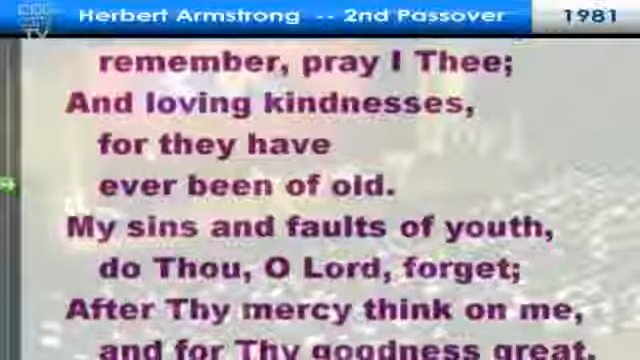 Herbert Armstrong -- 2nd Passover 1981
TV
remember, pray I Thee;
And loving kindnesses,
for they have
ever been of old.
My sins and faults of youth,
do Thou, O Lord, forget;
After Thy mercy think on me,
and for Thy goodness great.